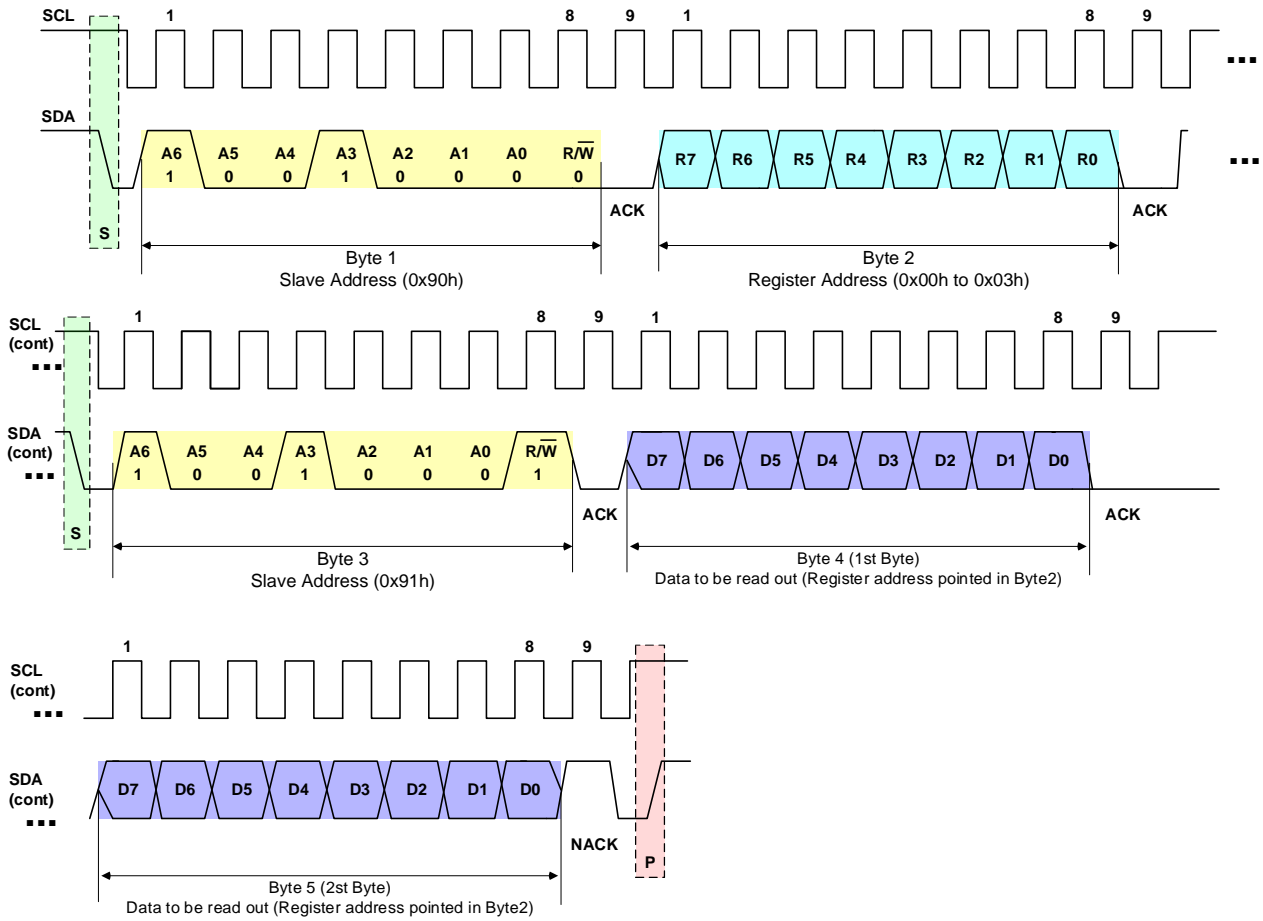 SCL 1 8 9 1 8 9
SDA
A6 A5 A4 A3 A2 A1 A0 R/W̅ R7 R6 R5 R4 R3 R2 R1 R0
1 0 0 1 0 0 0 0
S ACK ACK
Byte 1 Byte 2
Slave Address (0x90h) Register Address (0x00h to 0x03h)
SCL (cont) 1 8 9 1 8 9
SDA (cont)
A6 A5 A4 A3 A2 A1 A0 R/W̅ D7 D6 D5 D4 D3 D2 D1 D0
1 0 0 1 0 0 0 1
S ACK ACK
Byte 3 Byte 4 (1st Byte)
Slave Address (0x91h) Data to be read out (Register address pointed in Byte2)
SCL (cont) 1 8 9
SDA (cont)
D7 D6 D5 D4 D3 D2 D1 D0
NACK P
Byte 5 (2st Byte)
Data to be read out (Register address pointed in Byte2)